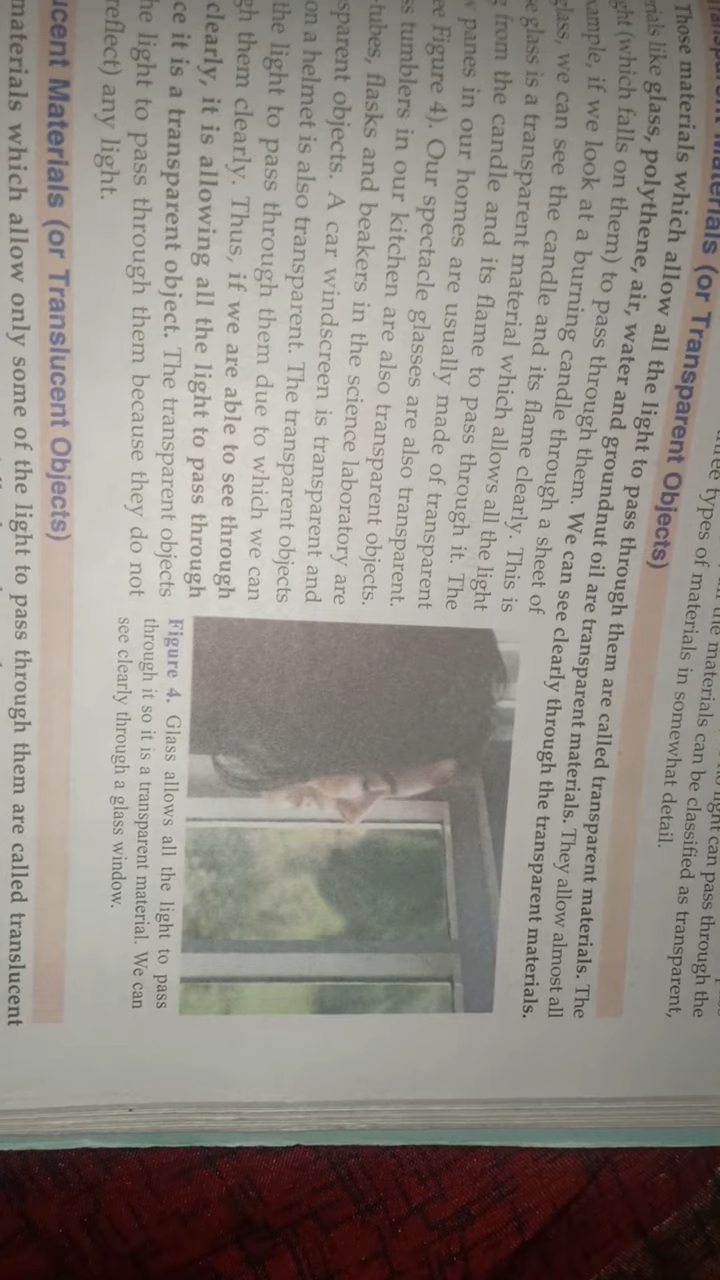 the materials can be classified as transparent,
three types of materials in somewhat detail.
Materials (or Transparent Objects)
Those materials which allow all the light to pass through them are called transparent materials. The
like glass, polythene, air, water and groundnut oil are transparent materials. They allow almost all
(which falls on them) to pass through them. We can see clearly through the transparent materials.
if we look at a burning candle through a sheet of
glass, we can see the candle and its flame clearly. This is
glass is a transparent material which allows all the light
from the candle and its flame to pass through it. The
panes in our homes are usually made of transparent
Figure 4). Our spectacle glasses are also transparent.
tumblers in our kitchen are also transparent objects.
-tubes, flasks and beakers in the science laboratory are
objects. A car windscreen is transparent and
on a helmet is also transparent. The transparent objects
the light to pass through them due to which we can
them clearly. Thus, if we are able to see through
clearly, it is allowing all the light to pass through
it is a transparent object. The transparent objects
light to pass through them because they do not
reflect) any light.
Figure 4. Glass allows all the light to pass
through it so it is a transparent material. We can
see clearly through a glass window.
Materials (or Translucent Objects)
materials which allow only some of the light to pass through them are called translucent